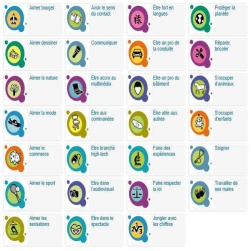 Aimer bouger
Avoir le sens
du contact
Être fort en
langues
Protéger la
planète
Aimer dessiner
Communiquer
Être un pro de
la conduite
Réparer,
bricoler
Aimer la nature
Être accro au
multimédia
Être un pro du
bâtiment
S'occuper
d'animaux
Aimer la mode
Être aux
commandes
Être utile aux
autres
S'occuper
d'enfants
Aimer le
commerce
Être branché
high-tech
Faire des
expériences
Soigner
Aimer le sport
Être dans
l'audiovisuel
Faire respecter
la loi
Travailler de
ses mains
Aimer les
sensations
Être dans le
spectacle
Jongler avec
les chiffres